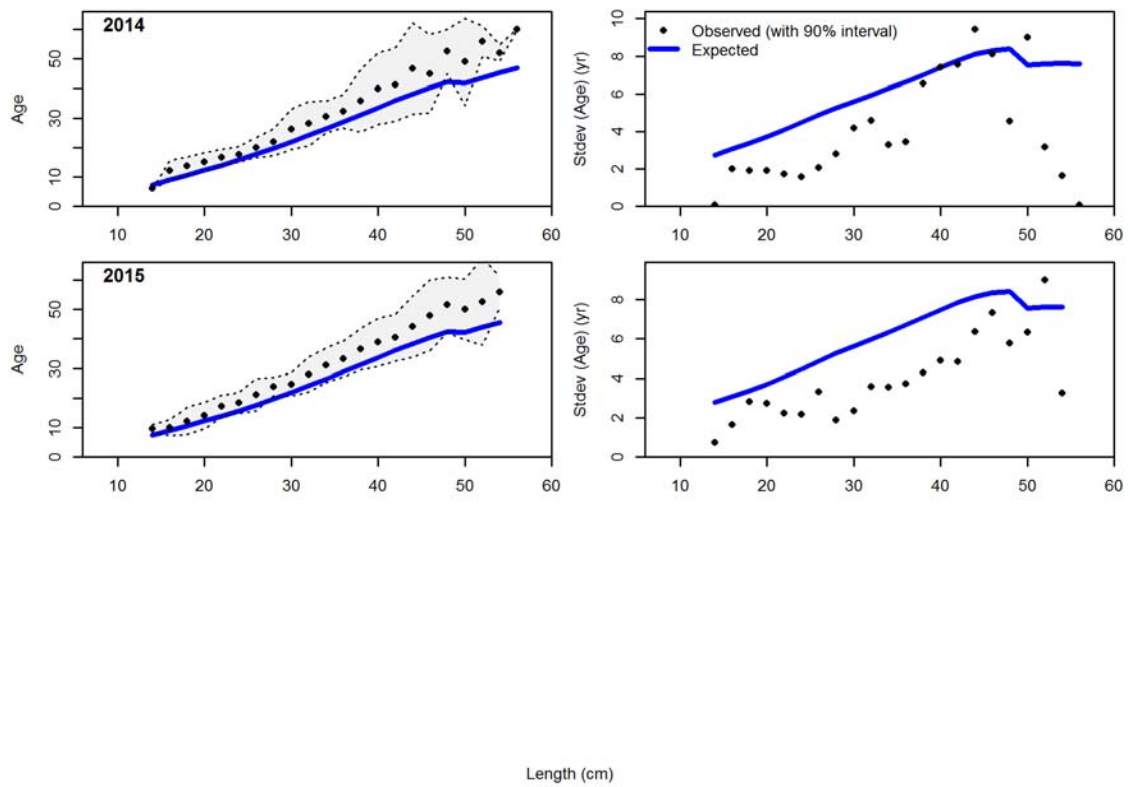 2014
Age
0 10 30 50
10 20 30 40 50 60
Stdev (Age) (yr)
0 2 4 6 8 10
Observed (with 90% interval)
Expected
10 20 30 40 50 60
2015
Age
0 10 30 50
10 20 30 40 50 60
Stdev (Age) (yr)
0 2 4 6 8
10 20 30 40 50 60
Length (cm)